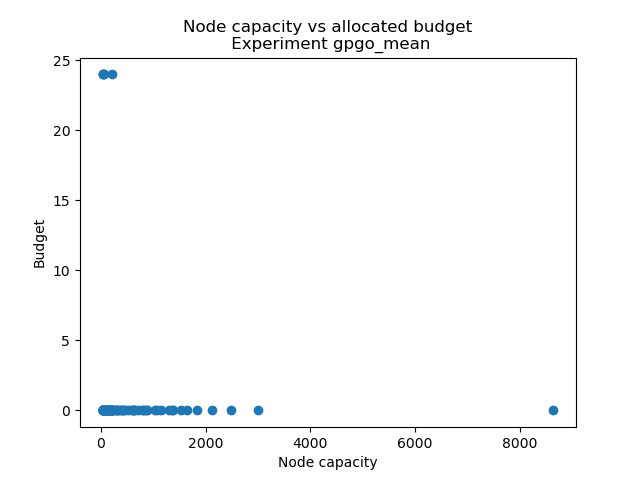 Node capacity vs allocated budget
Experiment gpgo_mean
25
20
15
10
5
0
Budget
0 2000 4000 6000 8000
Node capacity